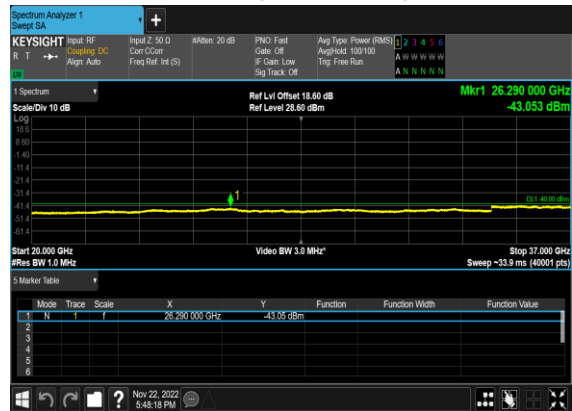 Spectrum Analyzer 1
Swept SA
KEYSIGHT Input: RF Input Z: 50 Ω #Atten: 20 dB PNO: Fast Avg Type: Power (RMS) 1 2 3 4 5 6
R T Coupling: DC Corr CCorr Gate: Off Avg|Hold: 100/100 A W W W W W
Align: Auto Freq Ref: Int (S) IF Gain: Low Trig: Free Run
Sig Track: Off A N N N N N
1 Spectrum Ref Lvl Offset 18.60 dB Mkr1 26.290 000 GHz
Scale/Div 10 dB Ref Level 28.60 dBm -43.053 dBm
Log
18.6
8.60
-1.40
-11.4
-21.4
-31.4
1
DL1 -40.00 dBm
-41.4
-51.4
-61.4
Start 20.000 GHz Video BW 3.0 MHz* Stop 37.000 GHz
#Res BW 1.0 MHz Sweep ~33.9 ms (40001 pts)
5 Marker Table
Mode Trace Scale X Y Function Function Width Function Value
1 N 1 f 26.290 000 GHz -43.05 dBm
2
3
4
5
6
? Nov 22, 2022
5:48:18 PM